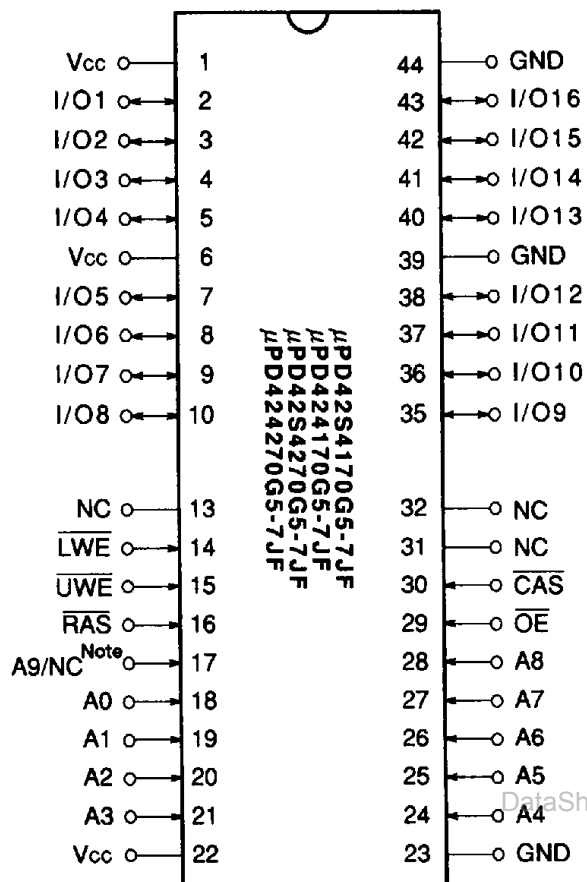 Vcc 1 44 GND
I/O1 2 43 I/O16
I/O2 3 42 I/O15
I/O3 4 41 I/O14
I/O4 5 40 I/O13
Vcc 6 39 GND
I/O5 7 38 I/O12
I/O6 8 37 I/O11
I/O7 9 36 I/O10
I/O8 10 35 I/O9
μPD42S4170G5-7JF
μPD424170G5-7JF
μPD42S4270G5-7JF
μPD424270G5-7JF
NC 13 32 NC
LWE 14 31 NC
UWE 15 30 CAS
RAS 16 29 OE
A9/NC Note 17 28 A8
A0 18 27 A7
A1 19 26 A6
A2 20 25 A5
A3 21 24 A4
Vcc 22 23 GND
DataSh